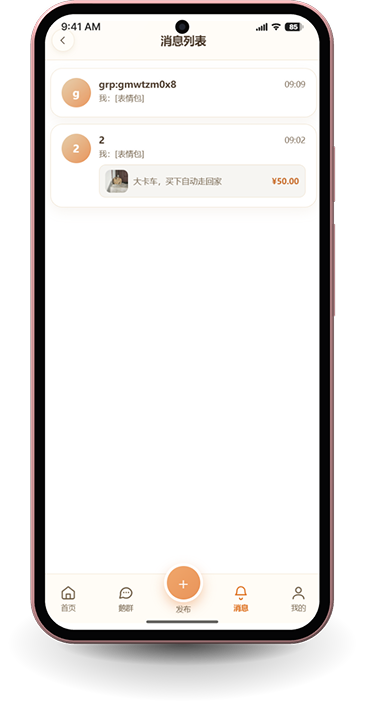 9:41 AM
85
消息列表
g
grp:gmwtzm0x8
09:09
我：[表情包]
2
2
09:02
我：[表情包]
大卡车，买下自动走回家
¥50.00
首页
鹅群
发布
消息
我的